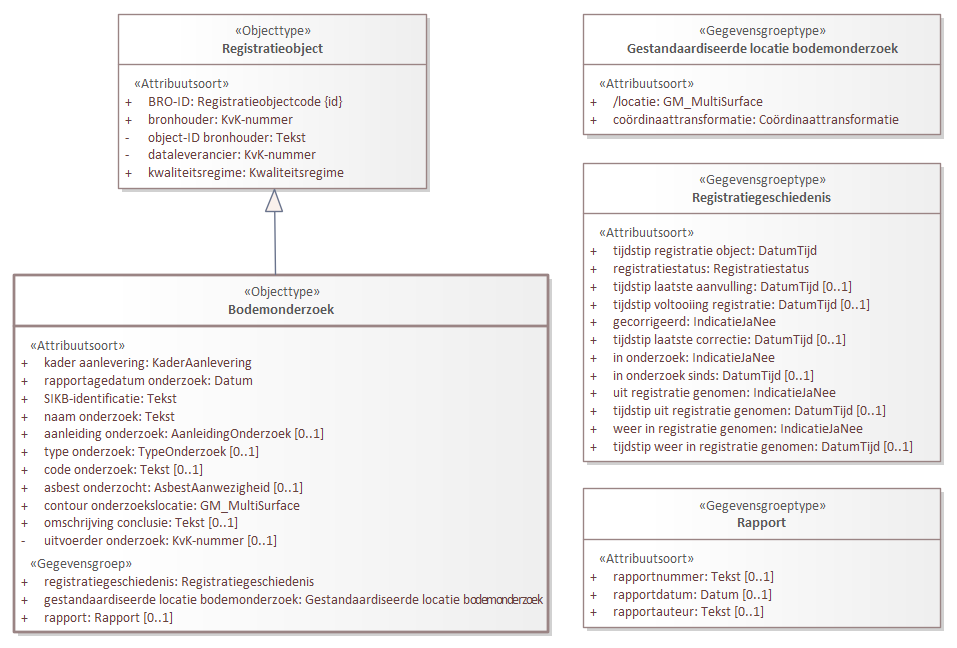 «Objecttype»
Registratieobject
«Attribuutsoort»
+ BRO-ID: Registratieobjectcode {id}
+ bronhouder: KvK-nummer
- object-ID bronhouder: Tekst
- dataleverancier: KvK-nummer
+ kwaliteitsregime: Kwaliteitsregime
«Objecttype»
Bodemonderzoek
«Attribuutsoort»
+ kader aanlevering: KaderAanlevering
+ rapportagedatum onderzoek: Datum
+ SIKB-identificatie: Tekst
+ naam onderzoek: Tekst
+ aanleiding onderzoek: AanleidingOnderzoek [0..1]
+ type onderzoek: TypeOnderzoek [0..1]
+ code onderzoek: Tekst [0..1]
+ asbest onderzocht: AsbestAanwezigheid [0..1]
+ contour onderzoekslocatie: GM_MultiSurface
+ omschrijving conclusie: Tekst [0..1]
- uitvoerder onderzoek: KvK-nummer [0..1]
«Gegevensgroep»
+ registratiegeschiedenis: Registratiegeschiedenis
+ gestandaardiseerde locatie bodemonderzoek: Gestandaardiseerde locatie bodemonderzoek
+ rapport: Rapport [0..1]
«Gegevensgroeptype»
Gestandaardiseerde locatie bodemonderzoek
«Attribuutsoort»
+ /locatie: GM_MultiSurface
+ coördinaattransformatie: Coördinaattransformatie
«Gegevensgroeptype»
Registratiegeschiedenis
«Attribuutsoort»
+ tijdstip registratie object: DatumTijd
+ registratiestatus: Registratiestatus
+ tijdstip laatste aanvulling: DatumTijd [0..1]
+ tijdstip voltooiing registratie: DatumTijd [0..1]
+ gecorrigeerd: IndicatieJaNee
+ tijdstip laatste correctie: DatumTijd [0..1]
+ in onderzoek: IndicatieJaNee
+ in onderzoek sinds: DatumTijd [0..1]
+ uit registratie genomen: IndicatieJaNee
+ tijdstip uit registratie genomen: DatumTijd [0..1]
+ weer in registratie genomen: IndicatieJaNee
+ tijdstip weer in registratie genomen: DatumTijd [0..1]
«Gegevensgroeptype»
Rapport
«Attribuutsoort»
+ rapportnummer: Tekst [0..1]
+ rapportdatum: Datum [0..1]
+ rapportauteur: Tekst [0..1]